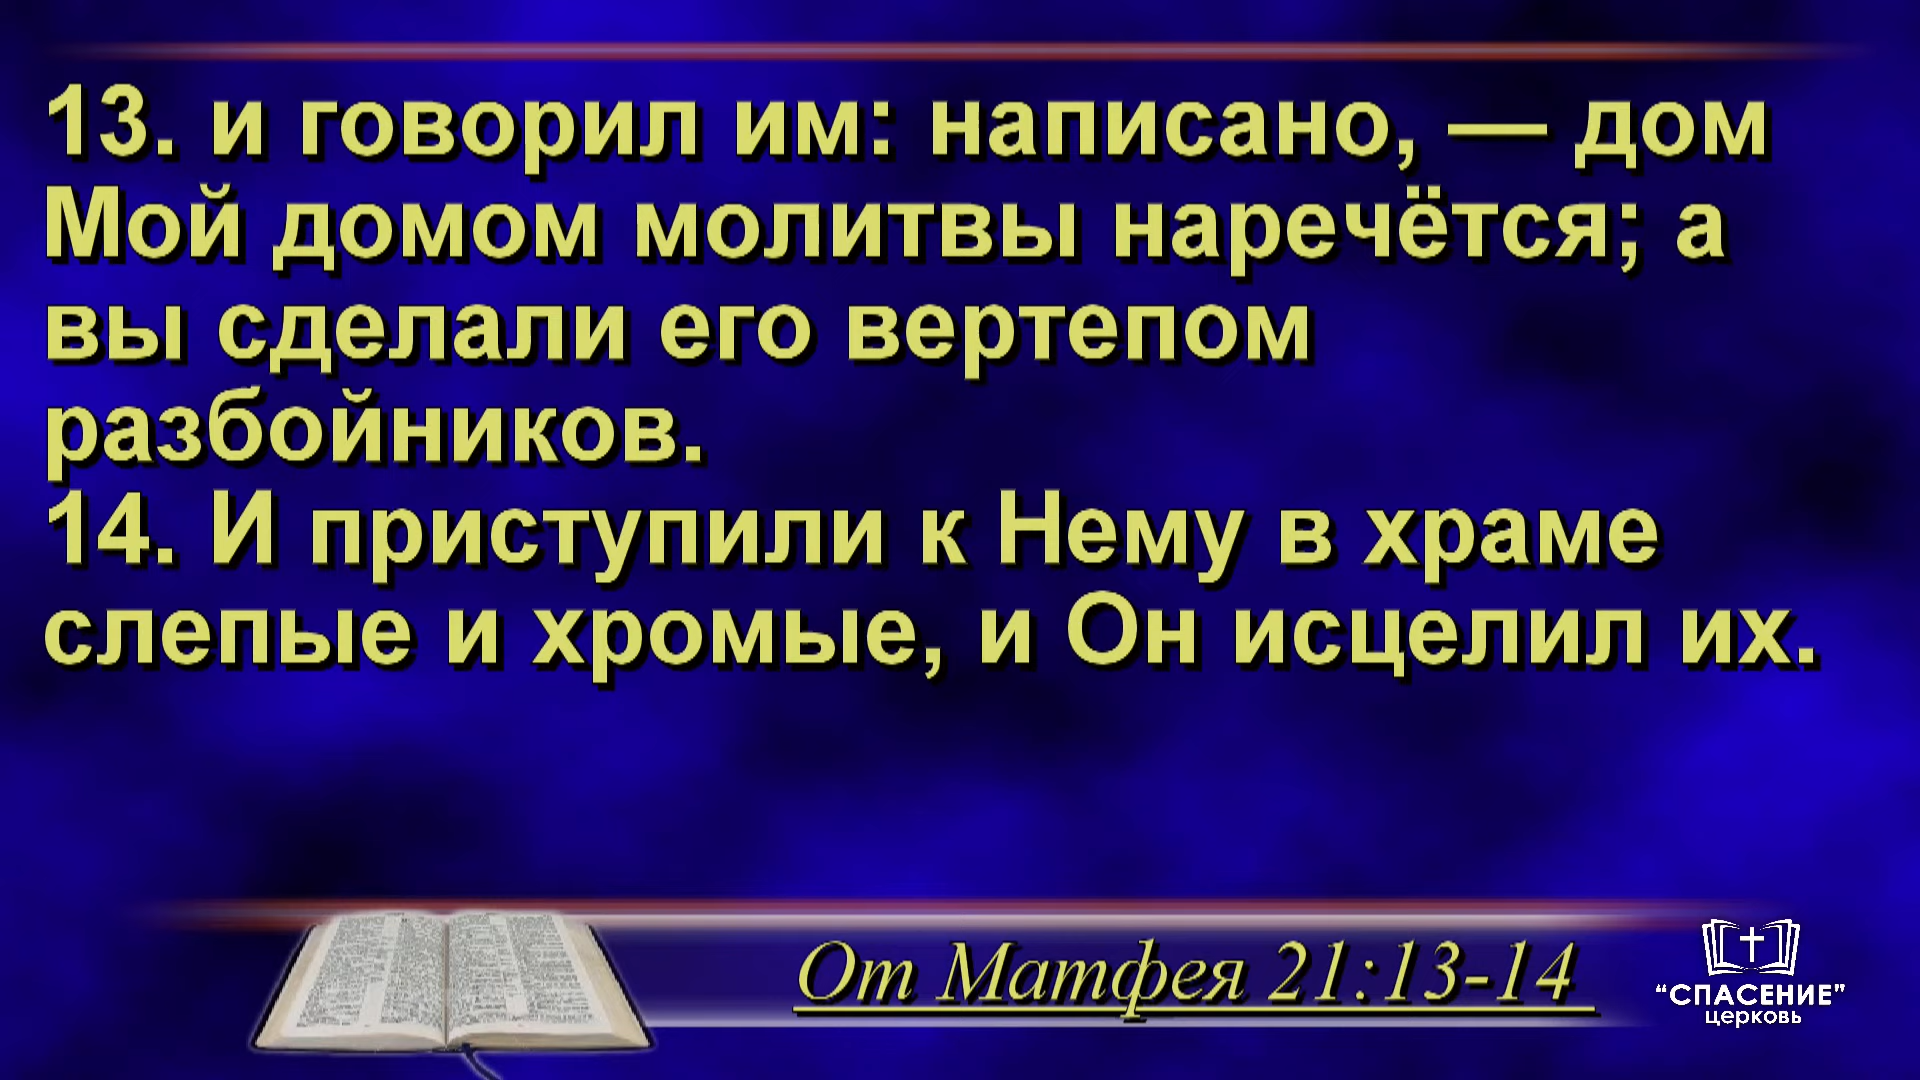 13. и говорил им: написано, — дом
Мой домом молитвы наречётся; а
вы сделали его вертепом
разбойников.
14. И приступили к Нему в храме
слепые и хромые, и Он исцелил их.
От Матфея 21:13-14
“СПАСЕНИЕ”
церковь